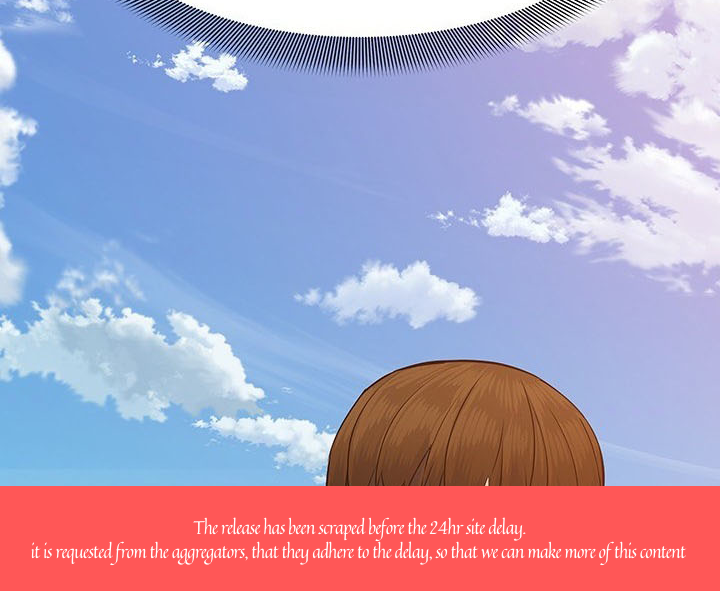 The release has been scraped before the 24hr site delay.
it is requested from the aggregators, that they adhere to the delay, so that we can make more of this content